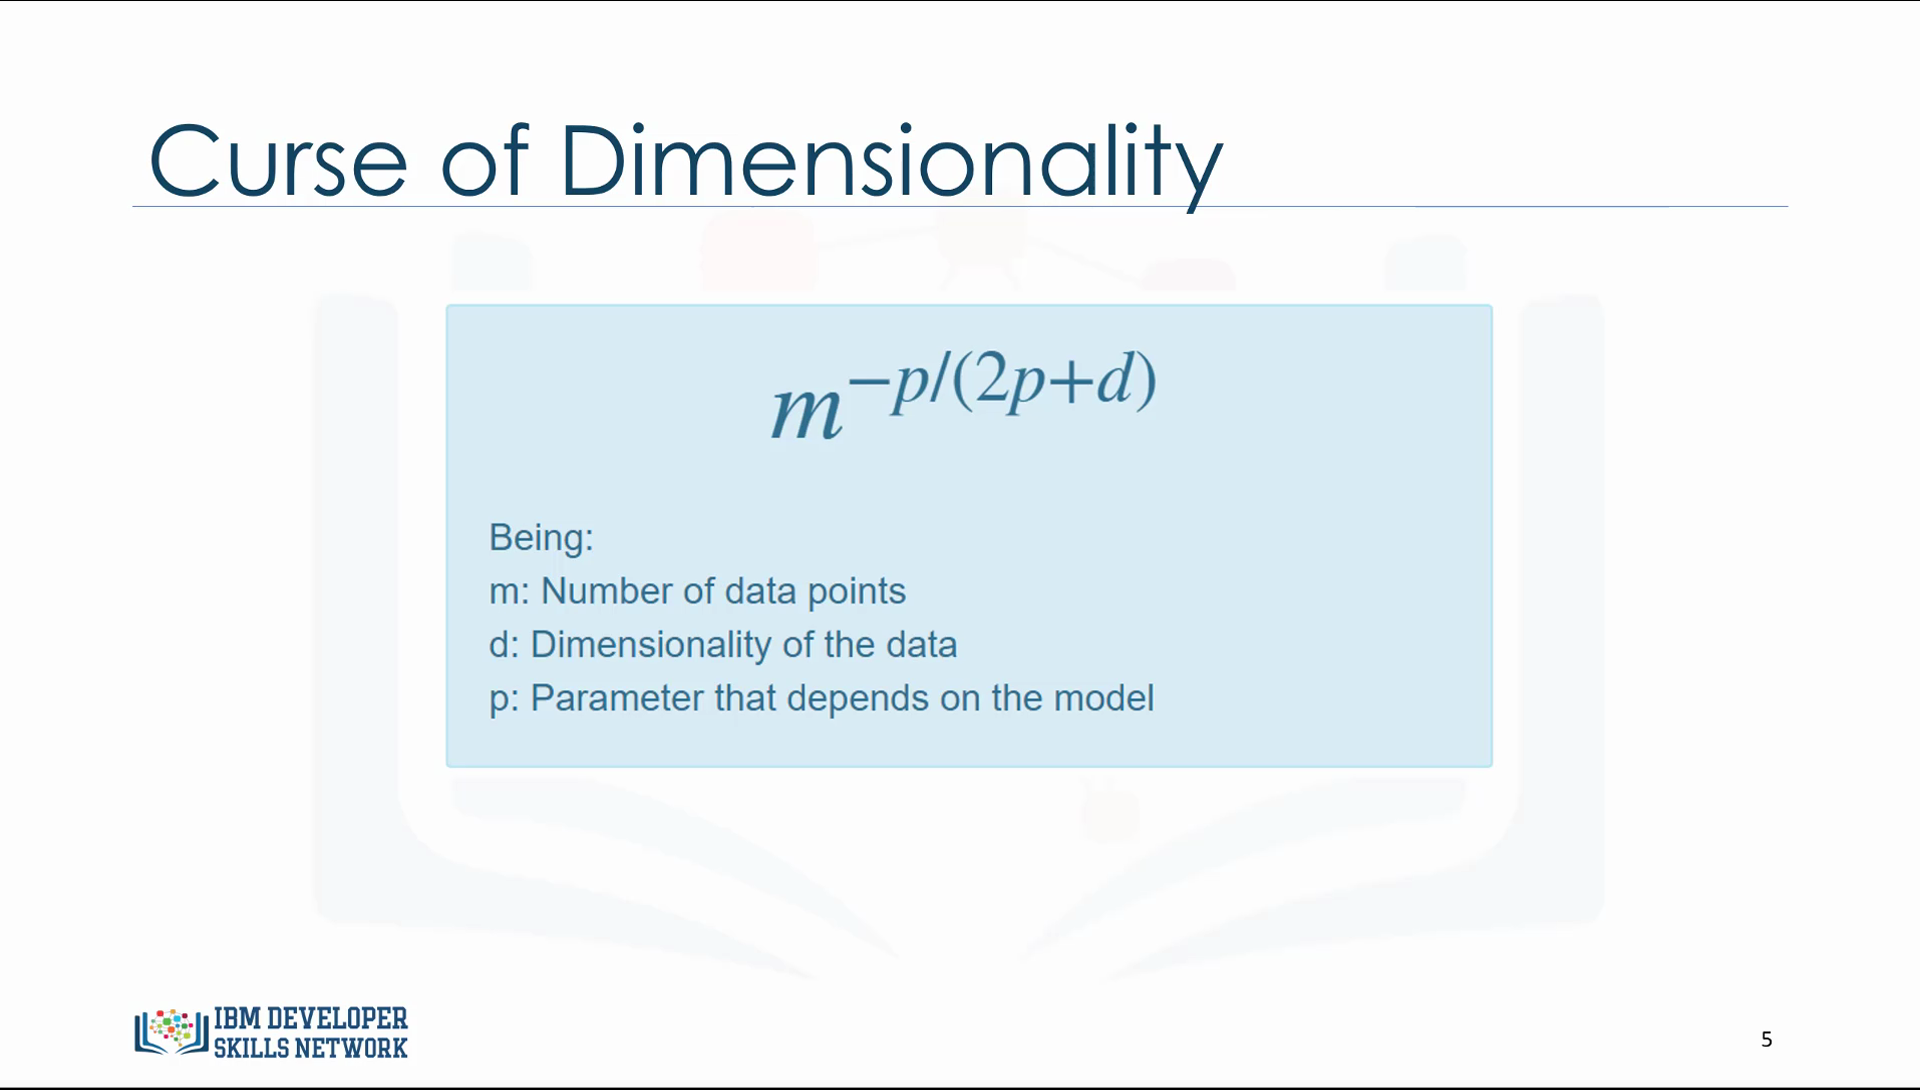 Curse of Dimensionality
m^{-p/(2p+d)}
Being:
m: Number of data points
d: Dimensionality of the data
p: Parameter that depends on the model
IBM DEVELOPER
SKILLS NETWORK
5